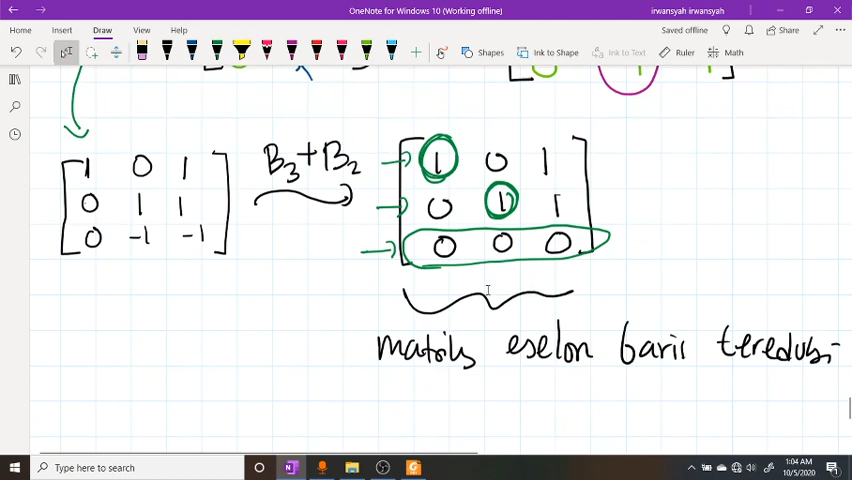 OneNote for Windows 10 (Working offline)
irwansyah irwansyah
Home Insert Draw View Help
Saved offline Share
Shapes Ink to Shape Ink to Text Ruler Math
1 0 1 B3+B2 1 0 1
0 1 1 0 1 1
0 -1 -1 0 0 0
matriks eselon baris tereduksi
Type here to search
1:04 AM
10/5/2020